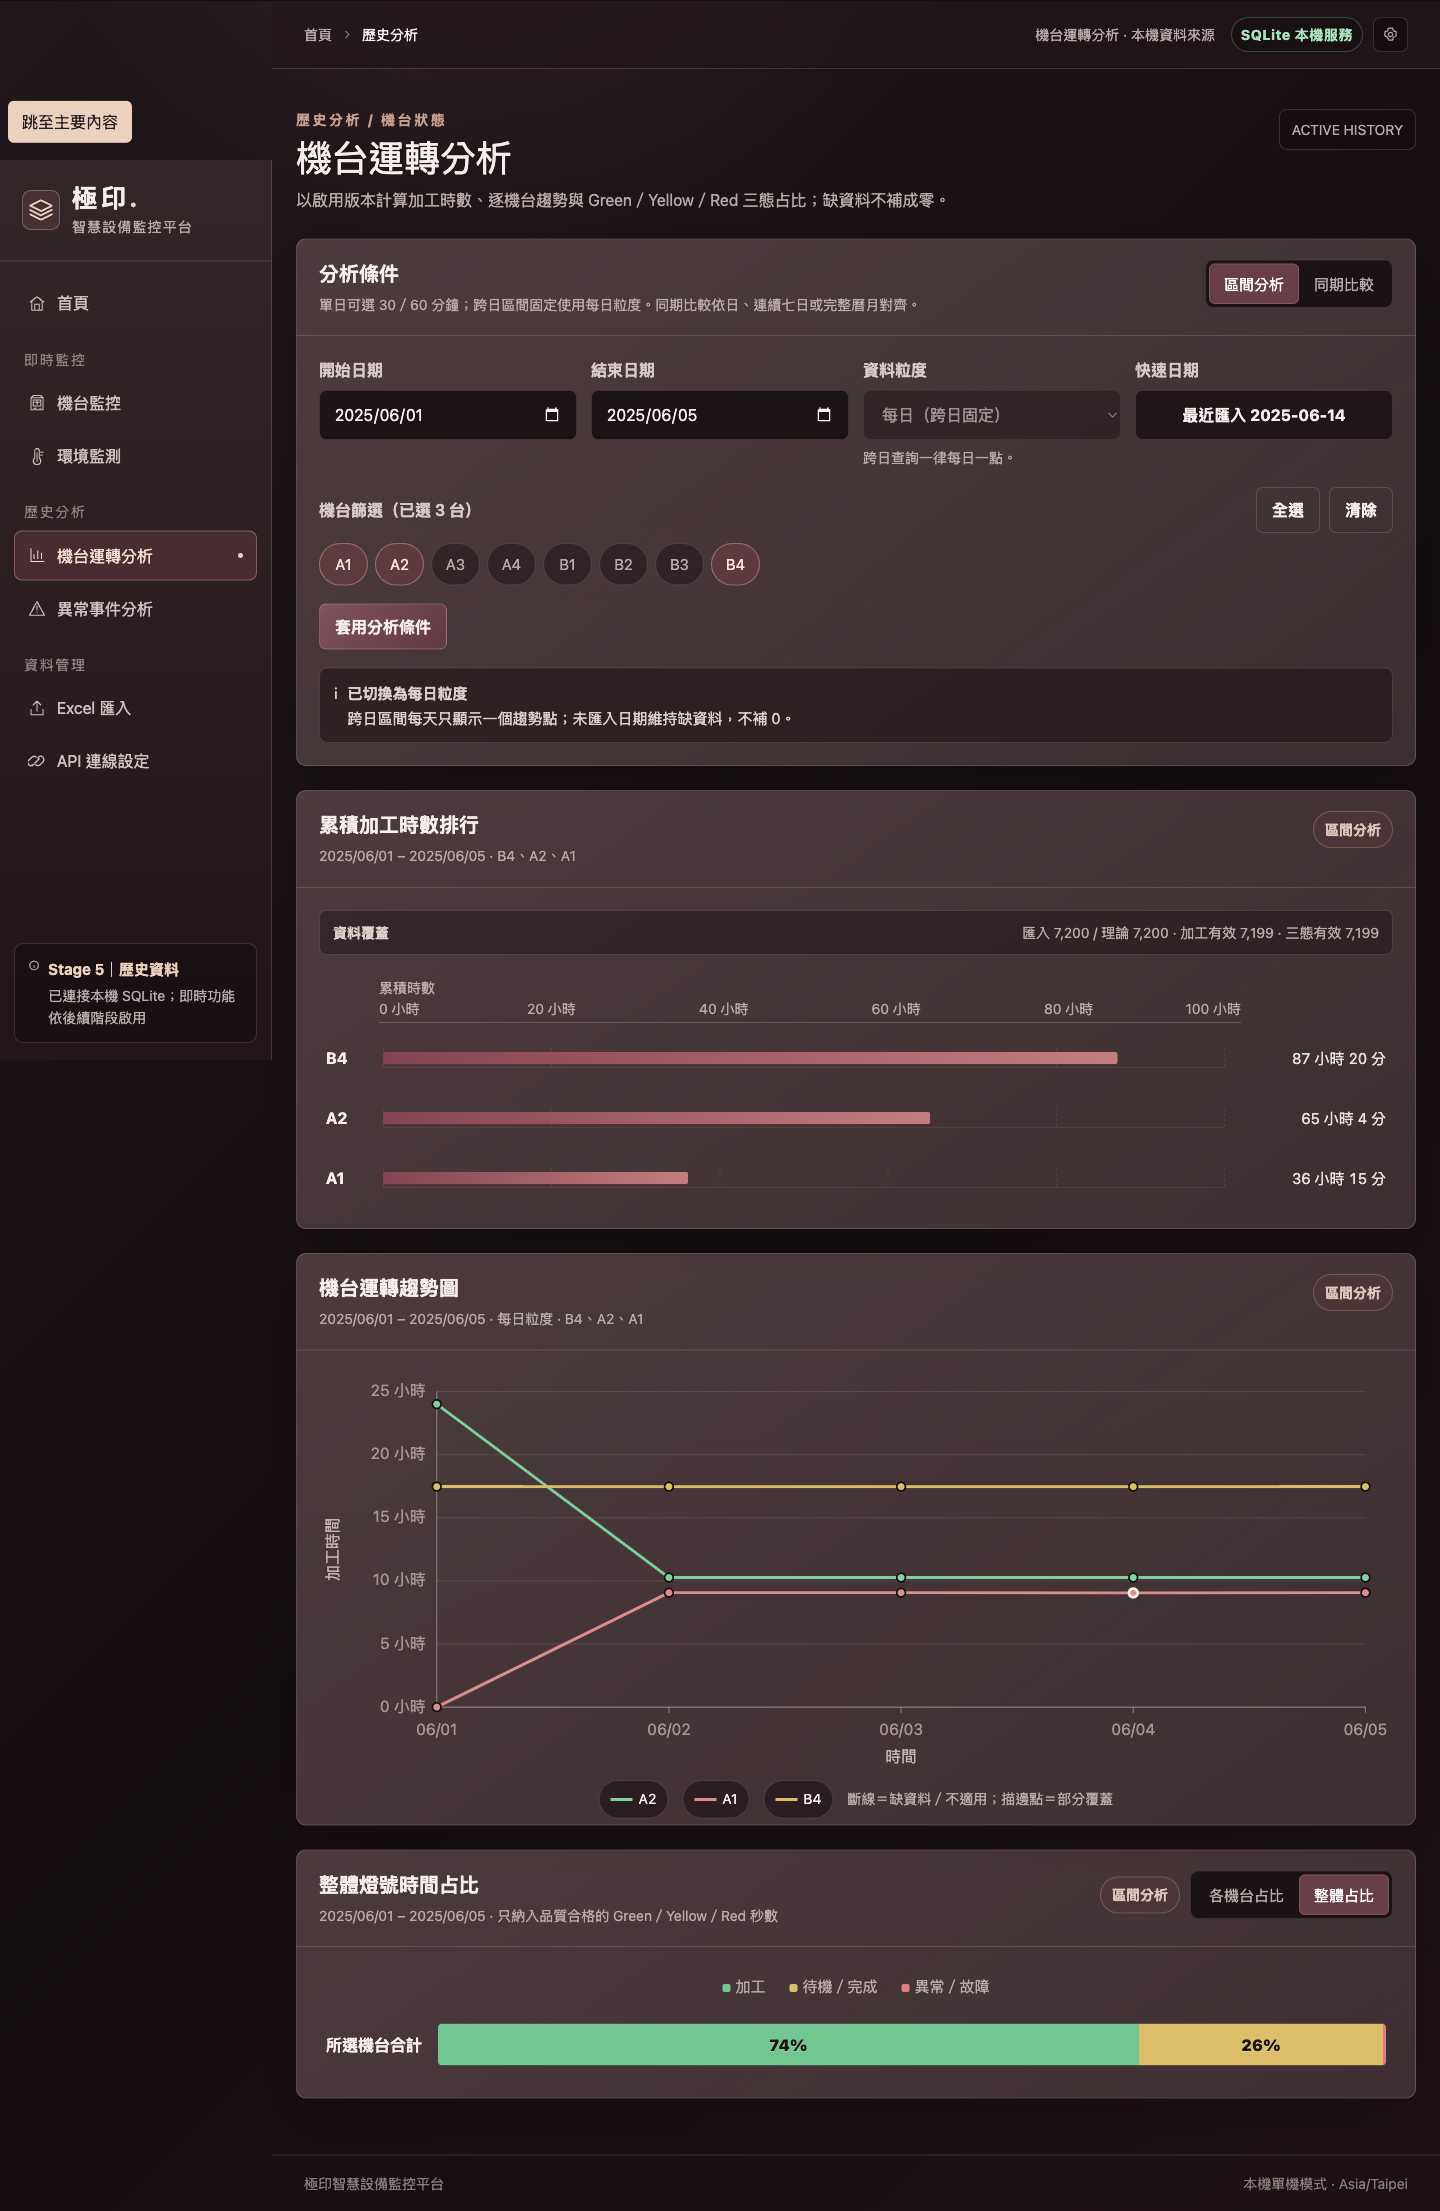 首頁 › 歷史分析
機台運轉分析 · 本機資料來源
SQLite 本機服務
跳至主要內容
極印.
智慧設備監控平台
首頁
即時監控
機台監控
環境監測
歷史分析
機台運轉分析
異常事件分析
資料管理
Excel 匯入
API 連線設定
Stage 5｜歷史資料
已連接本機 SQLite；即時功能
依後續階段啟用
歷史分析 / 機台狀態
機台運轉分析
以啟用版本計算加工時數、逐機台趨勢與 Green / Yellow / Red 三態占比；缺資料不補成零。
ACTIVE HISTORY
分析條件
單日可選 30 / 60 分鐘；跨日區間固定使用每日粒度。同期比較依日、連續七日或完整曆月對齊。
區間分析
同期比較
開始日期
2025/06/01
結束日期
2025/06/05
資料粒度
每日（跨日固定）
跨日查詢一律每日一點。
快速日期
最近匯入 2025-06-14
機台篩選（已選 3 台）
全選
清除
A1 A2 A3 A4 B1 B2 B3 B4
套用分析條件
i 已切換為每日粒度
跨日區間每天只顯示一個趨勢點；未匯入日期維持缺資料，不補 0。
累積加工時數排行
2025/06/01 – 2025/06/05 · B4、A2、A1
區間分析
資料覆蓋
匯入 7,200 / 理論 7,200 · 加工有效 7,199 · 三態有效 7,199
累積時數
0 小時 20 小時 40 小時 60 小時 80 小時 100 小時
B4 87 小時 20 分
A2 65 小時 4 分
A1 36 小時 15 分
機台運轉趨勢圖
2025/06/01 – 2025/06/05 · 每日粒度 · B4、A2、A1
區間分析
25 小時
20 小時
15 小時
10 小時
5 小時
0 小時
加工時間
06/01 06/02 06/03 06/04 06/05
時間
A2 A1 B4 斷線＝缺資料 / 不適用；描邊點＝部分覆蓋
整體燈號時間占比
2025/06/01 – 2025/06/05 · 只納入品質合格的 Green / Yellow / Red 秒數
區間分析
各機台占比
整體占比
加工 待機 / 完成 異常 / 故障
所選機台合計 74% 26%
極印智慧設備監控平台
本機單機模式 · Asia/Taipei